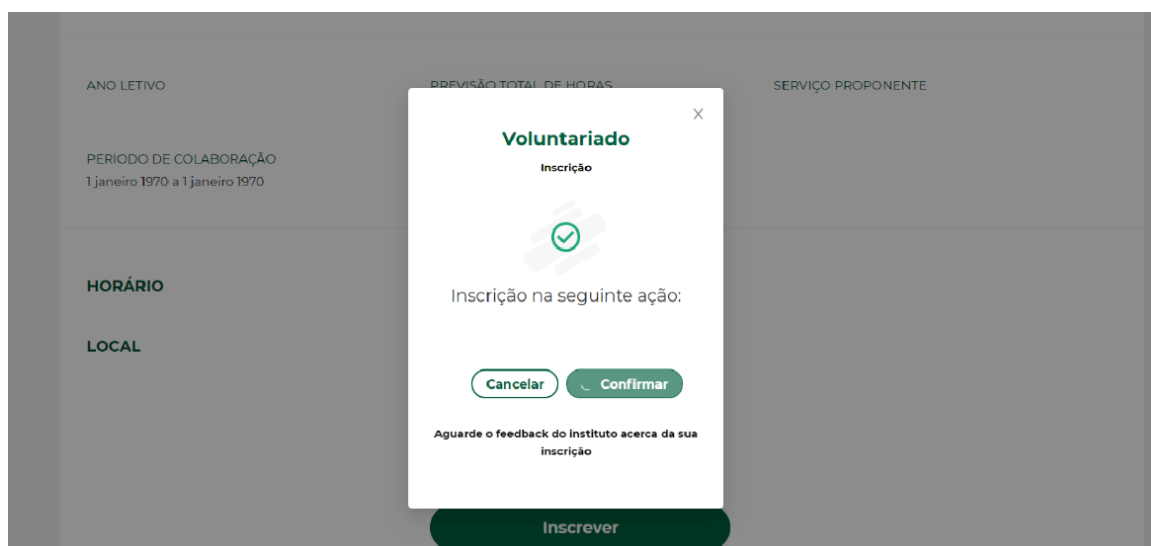 ANO LETIVO
PREVISÃO TOTAL DE HORAS
SERVIÇO PROPONENTE
PERIODO DE COLABORAÇÃO
1 janeiro 1970 a 1 janeiro 1970
HORÁRIO
LOCAL
X
Voluntariado
Inscrição
Inscrição na seguinte ação:
Cancelar
Confirmar
Aguarde o feedback do instituto acerca da sua
inscrição
Inscrever